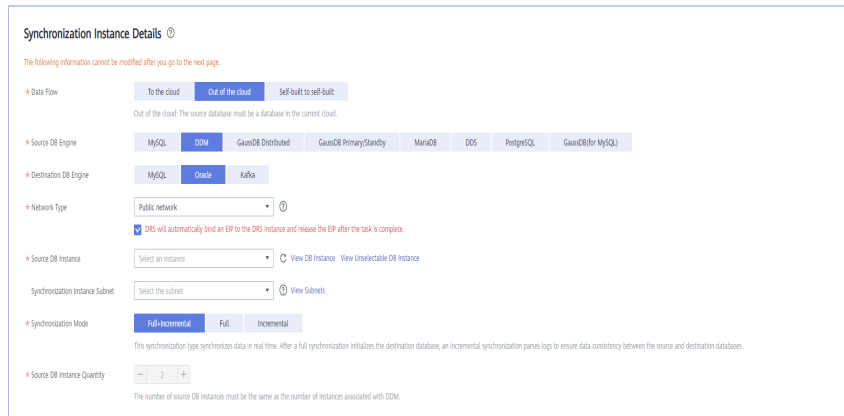 Synchronization Instance Details ?
The following information cannot be modified after you go to the next page.
* Data Flow To the cloud Out of the cloud Self-built to self-built
Out of the cloud: The source database must be a database in the current cloud.
* Source DB Engine MySQL DDM GaussDB Distributed GaussDB Primary/Standby MariaDB DDS PostgreSQL GaussDB(for MySQL)
* Destination DB Engine MySQL Oracle Kafka
* Network Type Public network ?
DRS will automatically bind an EIP to the DRS instance and release the EIP after the task is complete.
* Source DB Instance Select an instance View DB Instance View Unselectable DB Instance
Synchronization Instance Subnet Select the subnet ? View Subnets
* Synchronization Mode Full+Incremental Full Incremental
This synchronization type synchronizes data in real time. After a full synchronization initializes the destination database, an incremental synchronization parses logs to ensure data consistency between the source and destination databases.
* Source DB Instance Quantity − 2 +
The number of source DB instances must be the same as the number of instances associated with DDM.